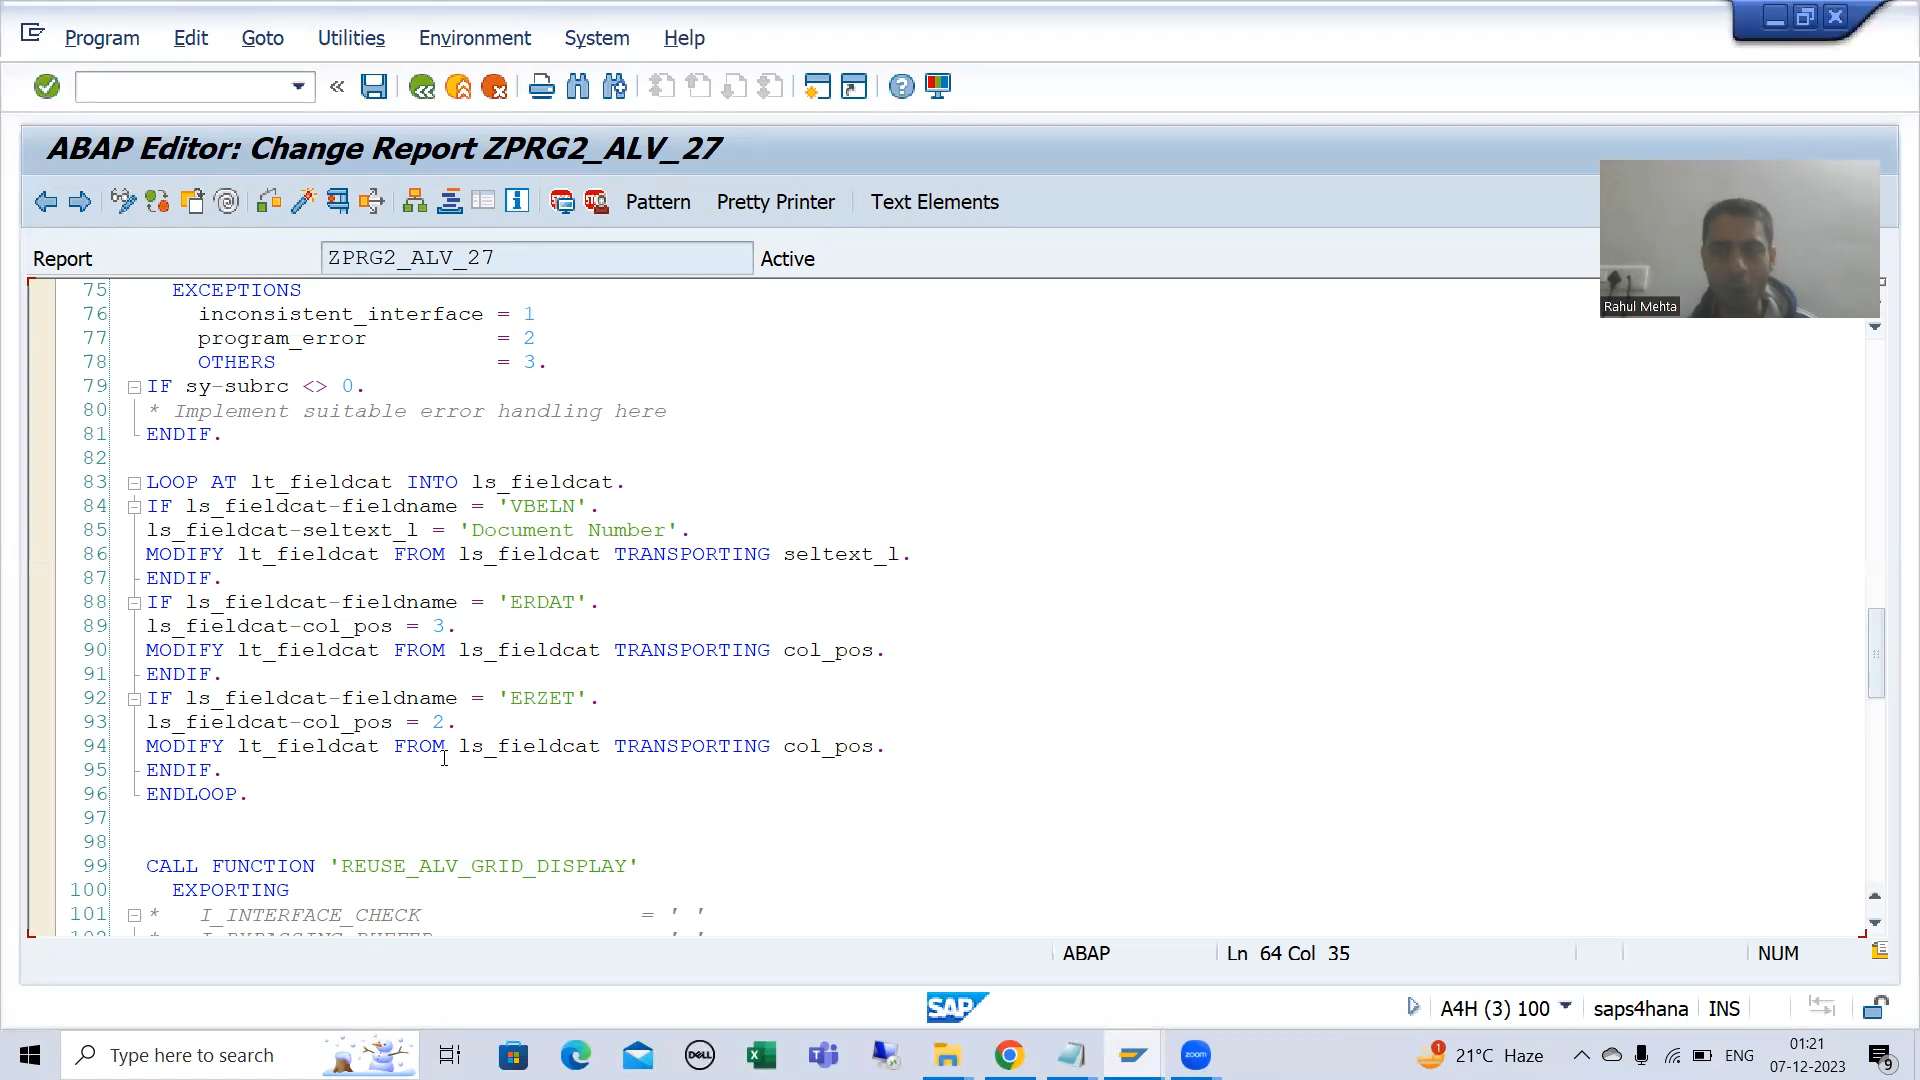 Program Edit Goto Utilities Environment System Help
ABAP Editor: Change Report ZPRG2_ALV_27
Pattern Pretty Printer Text Elements
Report ZPRG2_ALV_27 Active
Rahul Mehta
75 EXCEPTIONS
76 inconsistent_interface = 1
77 program_error = 2
78 OTHERS = 3.
79 IF sy-subrc <> 0.
80 * Implement suitable error handling here
81 ENDIF.
82
83 LOOP AT lt_fieldcat INTO ls_fieldcat.
84 IF ls_fieldcat-fieldname = 'VBELN'.
85 ls_fieldcat-seltext_l = 'Document Number'.
86 MODIFY lt_fieldcat FROM ls_fieldcat TRANSPORTING seltext_l.
87 ENDIF.
88 IF ls_fieldcat-fieldname = 'ERDAT'.
89 ls_fieldcat-col_pos = 3.
90 MODIFY lt_fieldcat FROM ls_fieldcat TRANSPORTING col_pos.
91 ENDIF.
92 IF ls_fieldcat-fieldname = 'ERZET'.
93 ls_fieldcat-col_pos = 2.
94 MODIFY lt_fieldcat FROM ls_fieldcat TRANSPORTING col_pos.
95 ENDIF.
96 ENDLOOP.
97
98
99 CALL FUNCTION 'REUSE_ALV_GRID_DISPLAY'
100 EXPORTING
101 * I_INTERFACE_CHECK = ' '
ABAP Ln 64 Col 35 NUM
SAP
A4H (3) 100 saps4hana INS
Type here to search
DELL
zoom
1
21°C Haze
ENG
01:21
07-12-2023
9